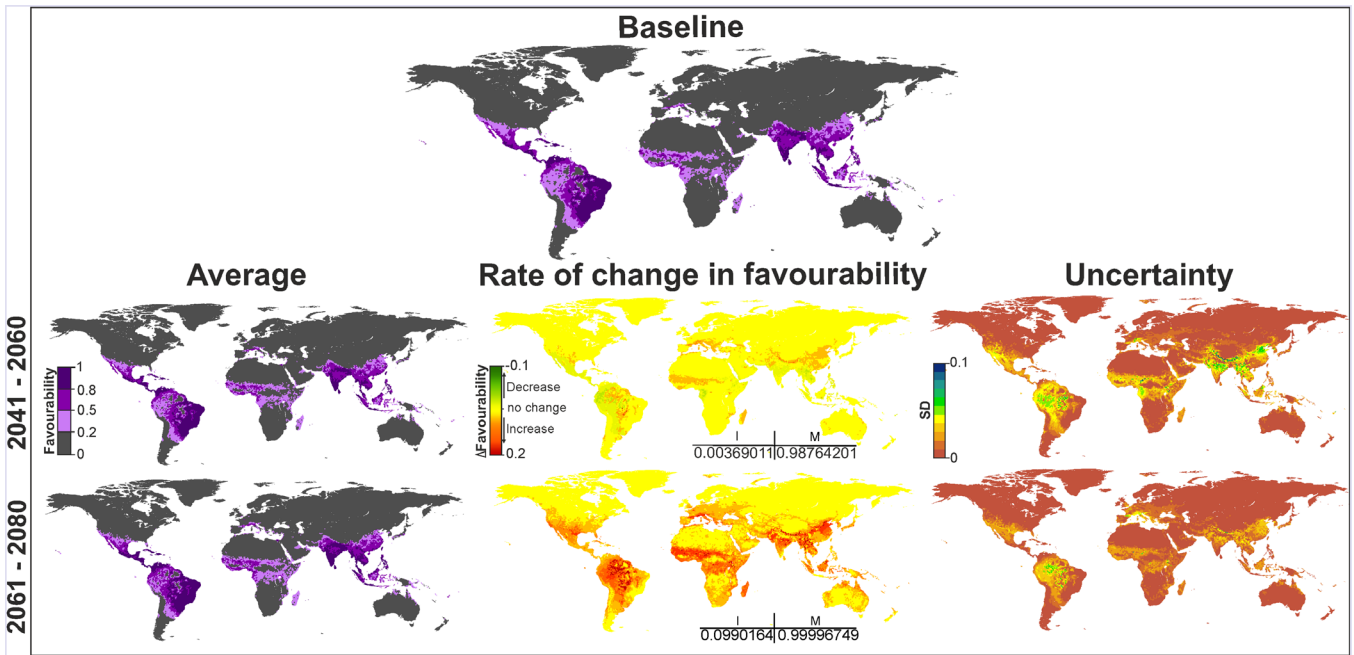 Baseline
Average
Rate of change in favourability
Uncertainty
2041 - 2060
Favourability
1
0.8
0.5
0.2
0
ΔFavourability
0.1
Decrease
no change
Increase
0.2
I M
0.00369011 0.98764201
SD
0.1
0
2061 - 2080
I M
0.0990164 0.99996749